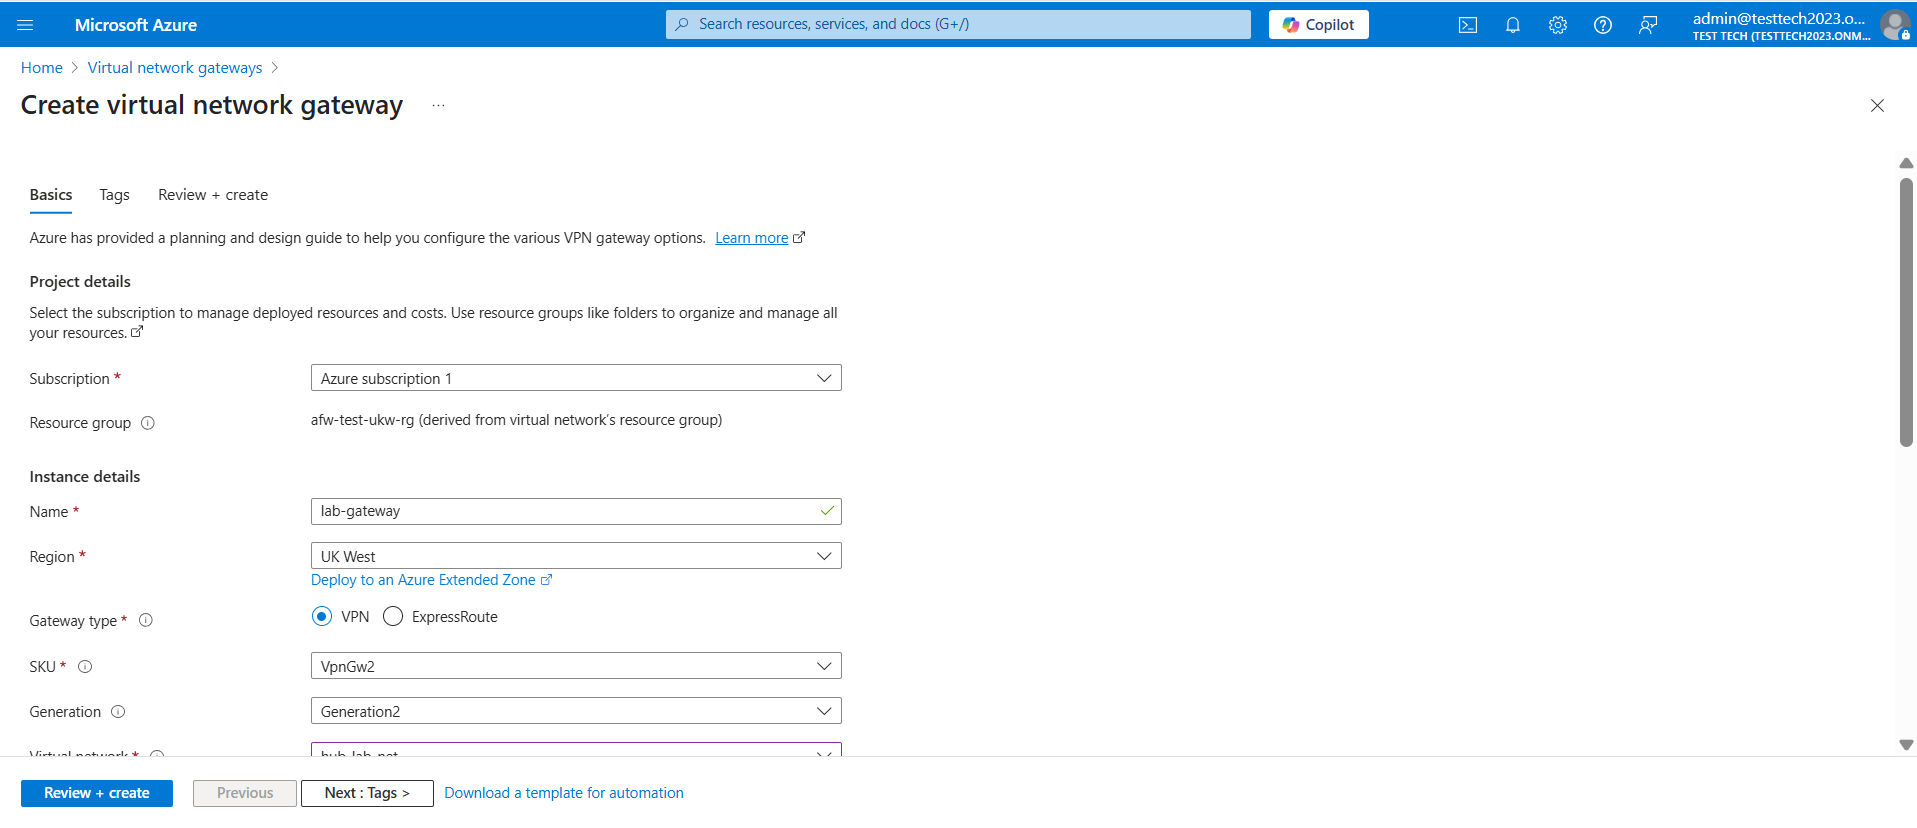 Microsoft Azure
Search resources, services, and docs (G+/)
Copilot
admin@testtech2023.o...
TEST TECH (TESTTECH2023.ONM...
Home > Virtual network gateways >
Create virtual network gateway ...
Basics Tags Review + create
Azure has provided a planning and design guide to help you configure the various VPN gateway options. Learn more
Project details
Select the subscription to manage deployed resources and costs. Use resource groups like folders to organize and manage all
your resources.
Subscription * Azure subscription 1
Resource group afw-test-ukw-rg (derived from virtual network's resource group)
Instance details
Name * lab-gateway
Region * UK West
Deploy to an Azure Extended Zone
Gateway type * VPN ExpressRoute
SKU * VpnGw2
Generation Generation2
Virtual network * hub-lab-net
Review + create Previous Next : Tags > Download a template for automation